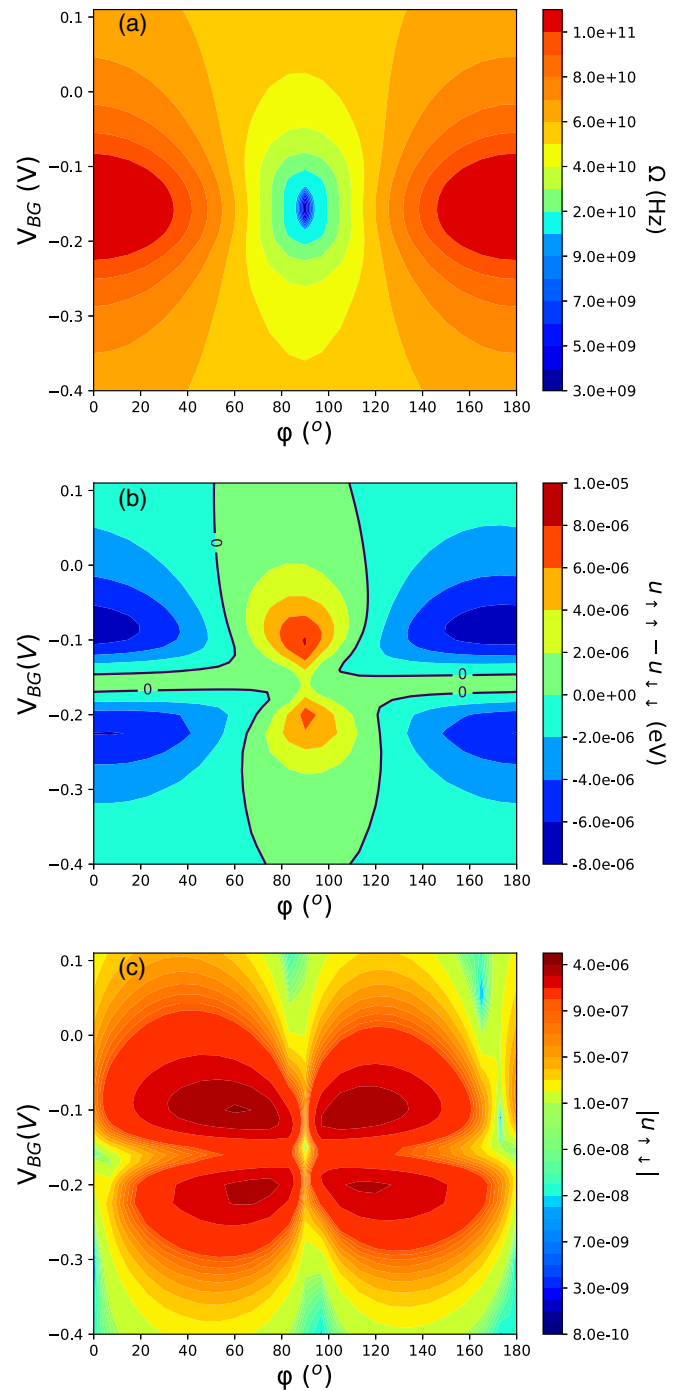 (a)
0.1
0.0
−0.1
−0.2
−0.3
−0.4
V_BG (V)
0 20 40 60 80 100 120 140 160 180
φ (°)
1.0e+11
8.0e+10
6.0e+10
4.0e+10
2.0e+10
9.0e+09
7.0e+09
5.0e+09
3.0e+09
Ω (Hz)
(b)
0.1
0.0
−0.1
−0.2
−0.3
−0.4
V_BG(V)
0
0
0
0
0 20 40 60 80 100 120 140 160 180
φ (°)
1.0e-05
8.0e-06
6.0e-06
4.0e-06
2.0e-06
0.0e+00
-2.0e-06
-4.0e-06
-6.0e-06
-8.0e-06
u − u (eV)
(c)
0.1
0.0
−0.1
−0.2
−0.3
−0.4
V_BG(V)
0 20 40 60 80 100 120 140 160 180
φ (°)
4.0e-06
9.0e-07
5.0e-07
1.0e-07
6.0e-08
2.0e-08
7.0e-09
3.0e-09
8.0e-10
|u|